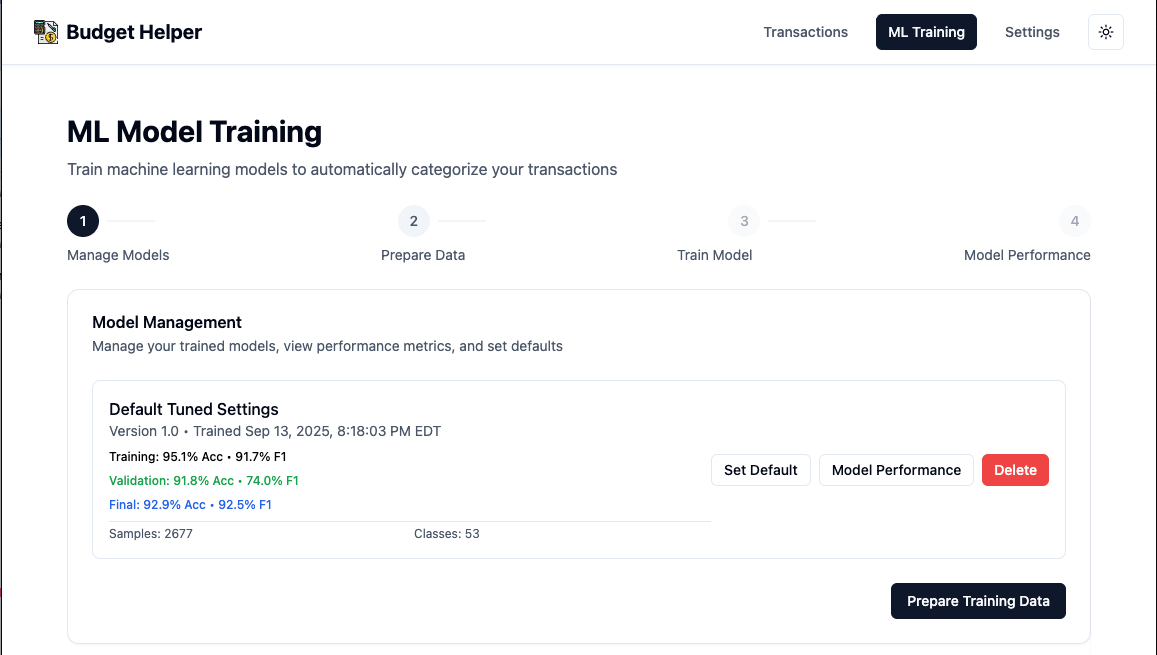 Budget Helper
Transactions
ML Training
Settings
ML Model Training
Train machine learning models to automatically categorize your transactions
1
2
3
4
Manage Models
Prepare Data
Train Model
Model Performance
Model Management
Manage your trained models, view performance metrics, and set defaults
Default Tuned Settings
Version 1.0 • Trained Sep 13, 2025, 8:18:03 PM EDT
Training: 95.1% Acc • 91.7% F1
Validation: 91.8% Acc • 74.0% F1
Final: 92.9% Acc • 92.5% F1
Samples: 2677
Classes: 53
Set Default
Model Performance
Delete
Prepare Training Data